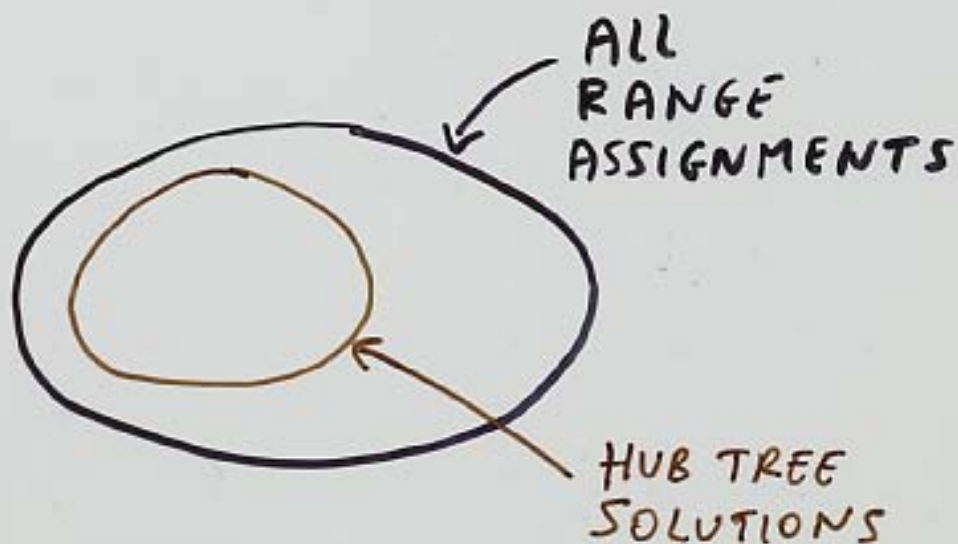 ALL
RANGE
ASSIGNMENTS
HUB TREE
SOLUTIONS